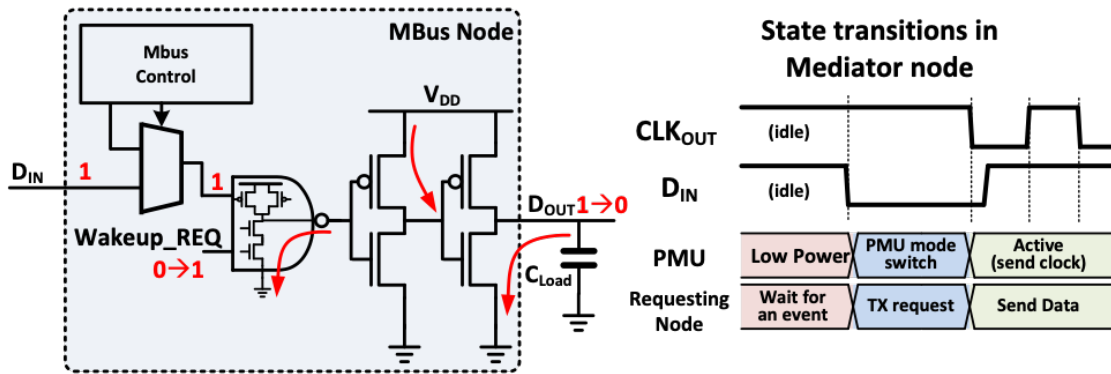 MBus Node
Mbus
Control
V_DD
D_IN
1
1
Wakeup_REQ
0→1
D_OUT 1→0
C_Load
State transitions in
Mediator node
CLK_OUT
(idle)
D_IN
(idle)
PMU
Low Power
PMU mode
switch
Active
(send clock)
Requesting
Node
Wait for
an event
TX request
Send Data